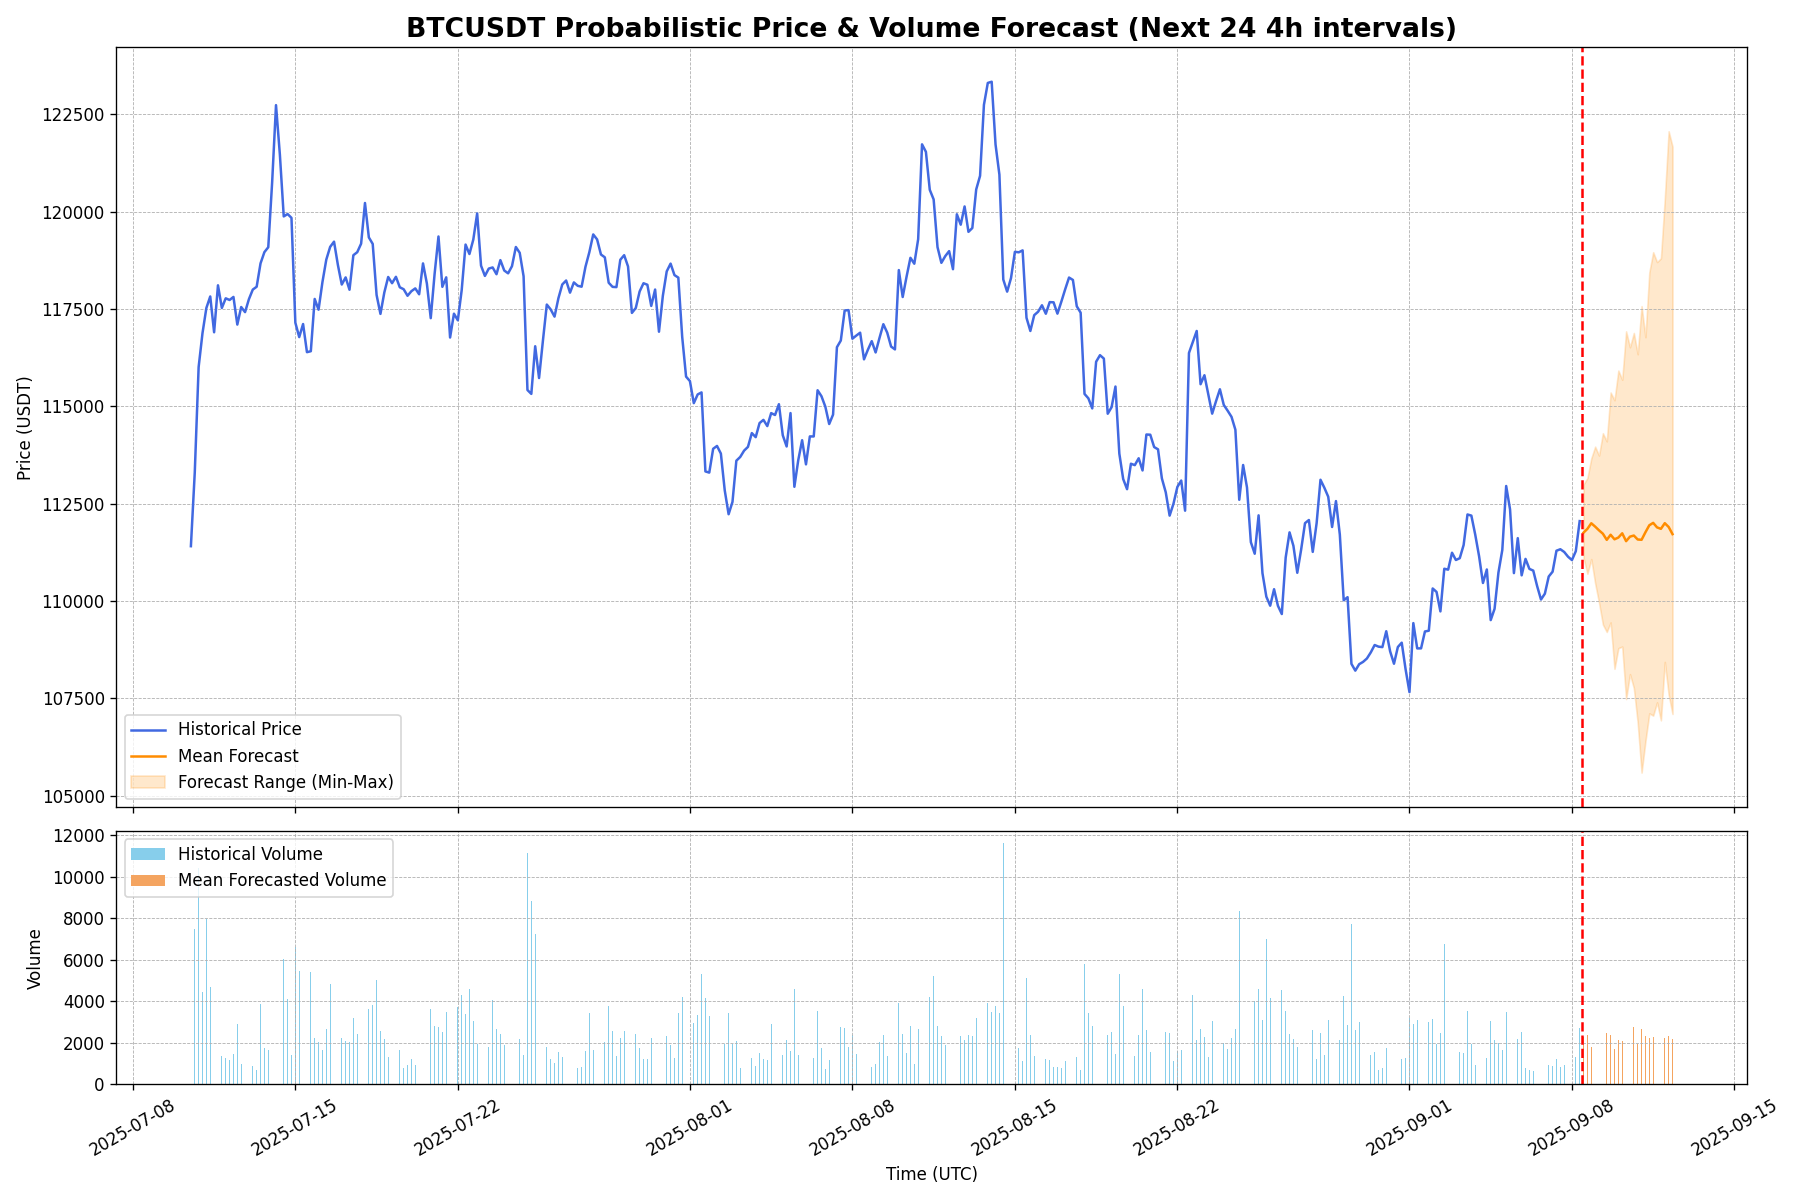 BTCUSDT Probabilistic Price & Volume Forecast (Next 24 4h intervals)
Price (USDT)
122500
120000
117500
115000
112500
110000
107500
105000
Historical Price
Mean Forecast
Forecast Range (Min-Max)
Volume
12000
10000
8000
6000
4000
2000
0
Historical Volume
Mean Forecasted Volume
2025-07-08
2025-07-15
2025-07-22
2025-08-01
2025-08-08
2025-08-15
2025-08-22
2025-09-01
2025-09-08
2025-09-15
Time (UTC)